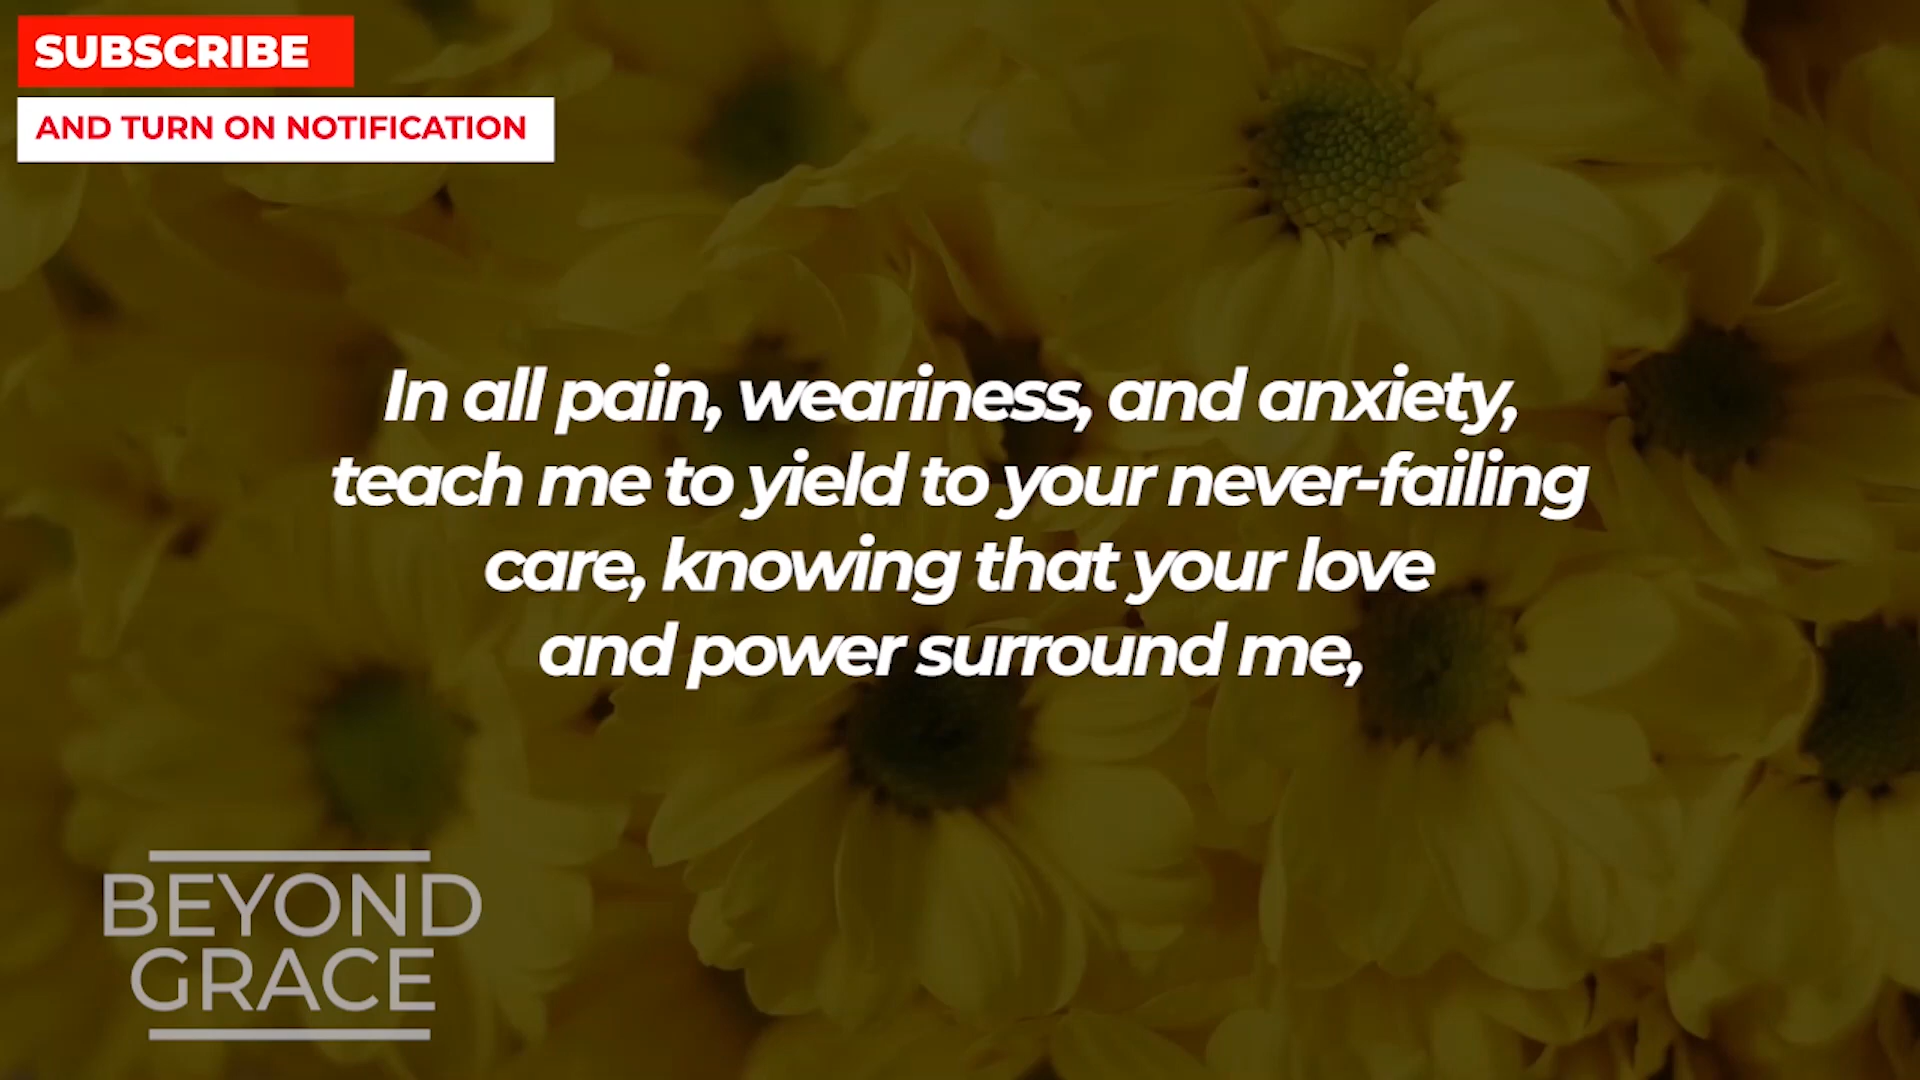 SUBSCRIBE
AND TURN ON NOTIFICATION
In all pain, weariness, and anxiety,
teach me to yield to your never-failing
care, knowing that your love
and power surround me,
BEYOND
GRACE